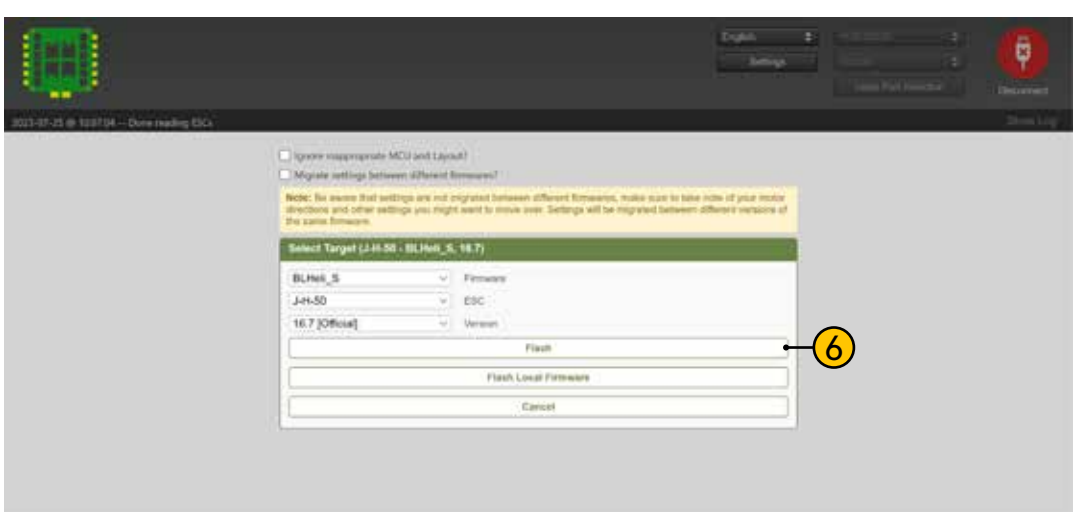 English
Settings
Disconnect
2023-07-25 @ -- Done reading ESCs
Show Log
Ignore inappropriate MCU and Layout?
Migrate settings between different firmwares?
Note: Be aware that settings are not migrated between different firmwares, make sure to take note of your motor
directions and other settings you might want to move over. Settings will be migrated between different versions of
the same firmware.
Select Target (J-H-50 - BLHeli_S, 16.7)
BLHeli_S Firmware
J-H-50 ESC
16.7 [Official] Version
Flash
6
Flash Local Firmware
Cancel